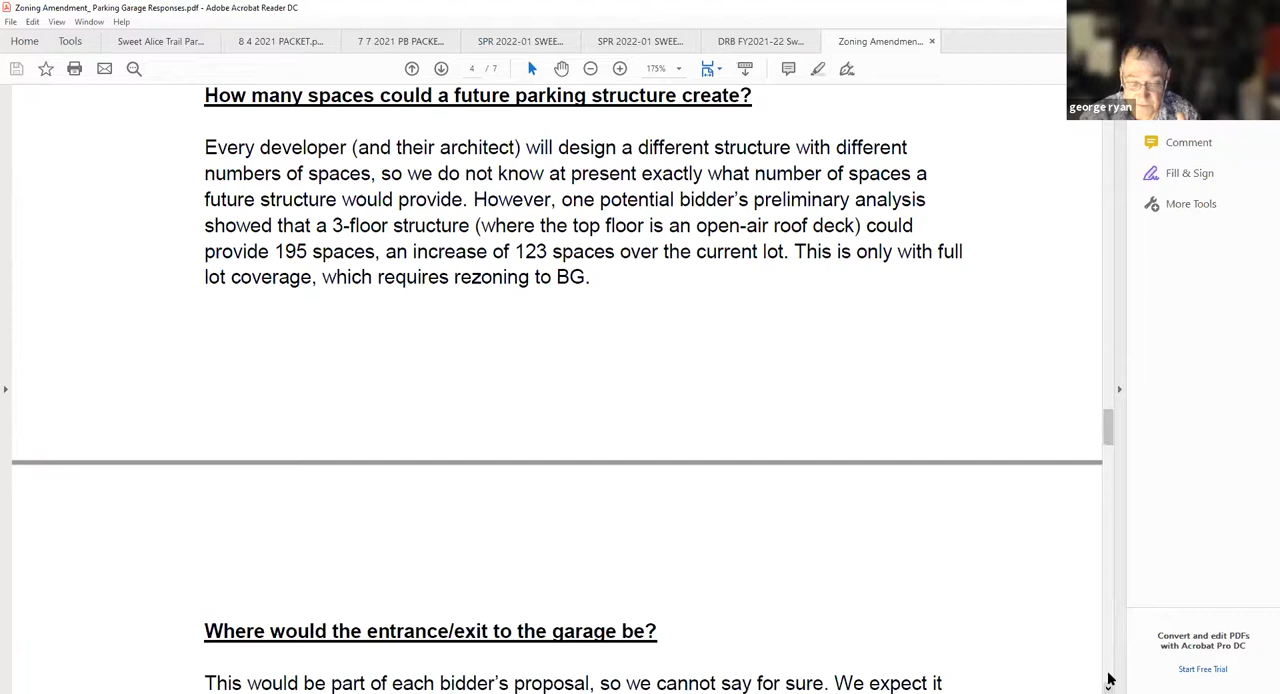 Zoning Amendment_ Parking Garage Responses.pdf - Adobe Acrobat Reader DC
File Edit View Window Help
Home Tools Sweet Alice Trail Par... 8 4 2021 PACKET.p... 7 7 2021 PB PACKE... SPR 2022-01 SWEE... SPR 2022-01 SWEE... DRB FY2021-22 Sw... Zoning Amendmen... ×
4 / 7 175%
george ryan
How many spaces could a future parking structure create?
Every developer (and their architect) will design a different structure with different
numbers of spaces, so we do not know at present exactly what number of spaces a
future structure would provide. However, one potential bidder's preliminary analysis
showed that a 3-floor structure (where the top floor is an open-air roof deck) could
provide 195 spaces, an increase of 123 spaces over the current lot. This is only with full
lot coverage, which requires rezoning to BG.
Where would the entrance/exit to the garage be?
This would be part of each bidder's proposal, so we cannot say for sure. We expect it
Comment
Fill & Sign
More Tools
Convert and edit PDFs
with Acrobat Pro DC
Start Free Trial